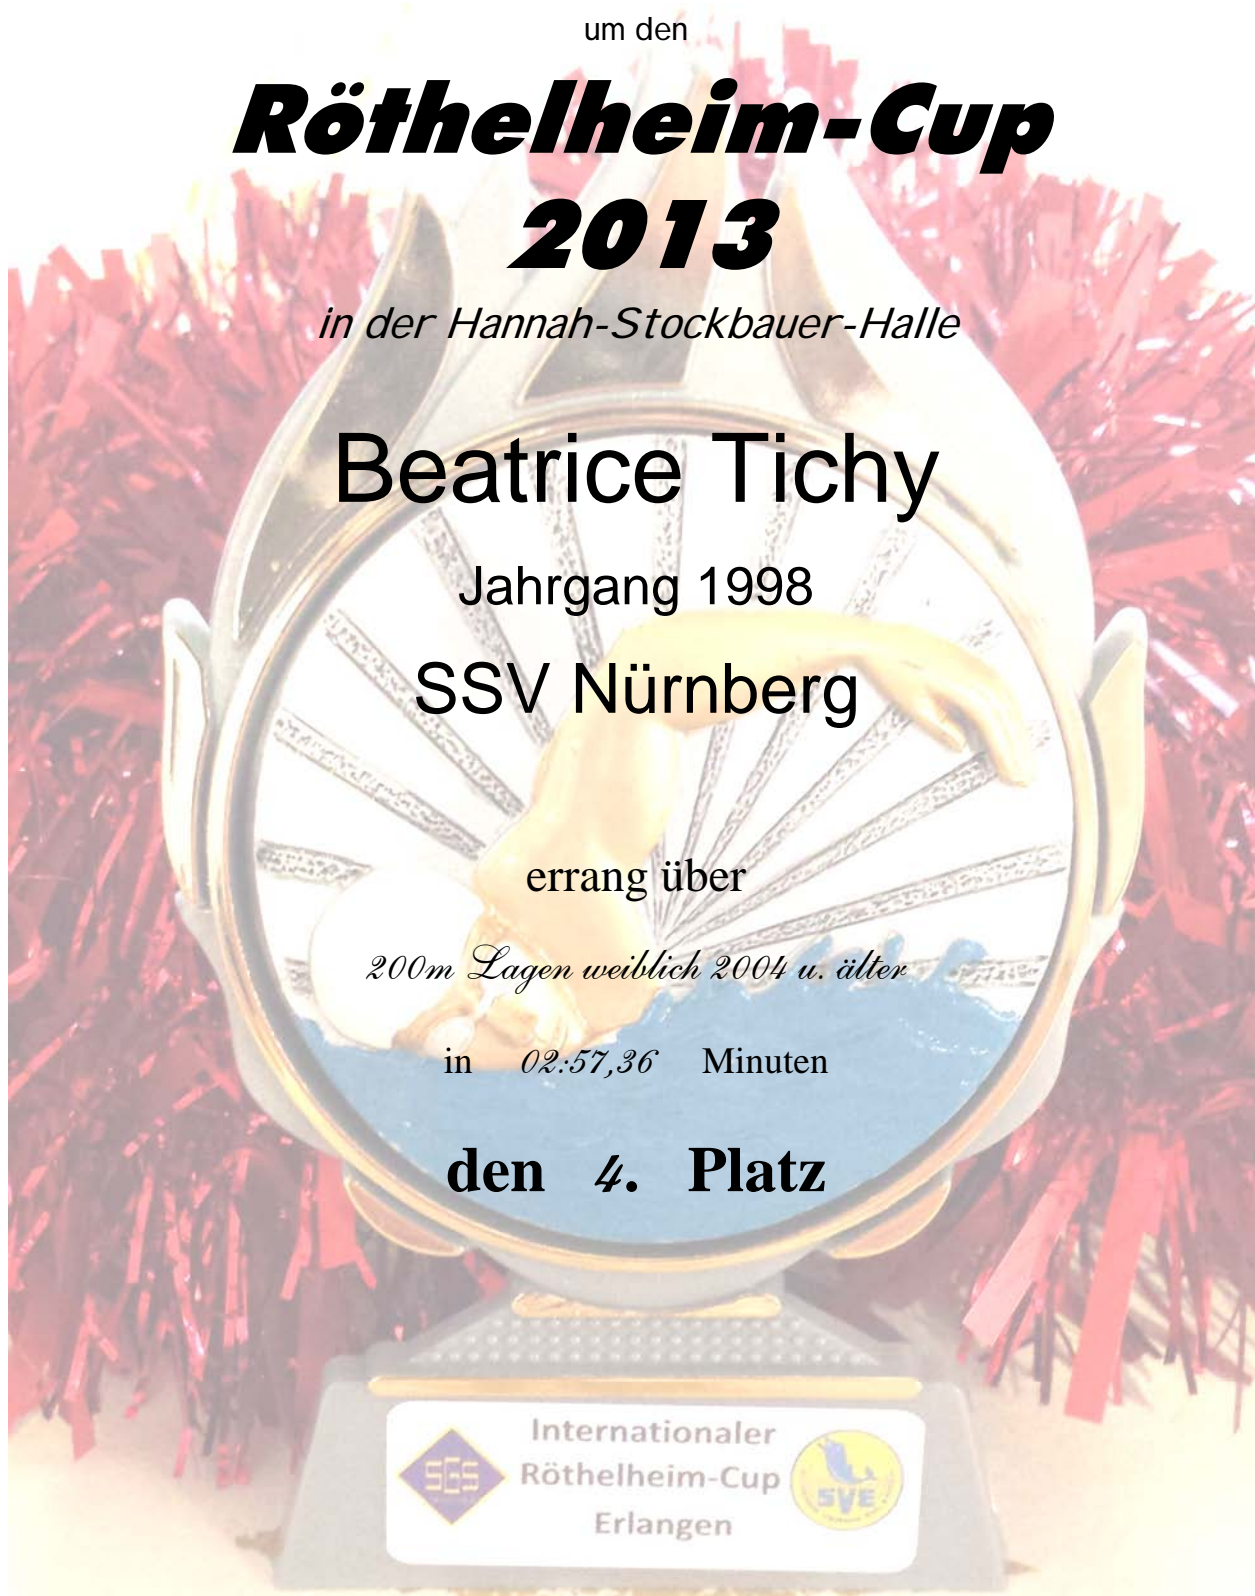 um den
Röthelheim-Cup
2013
in der Hannah-Stockbauer-Halle
Beatrice Tichy
Jahrgang 1998
SSV Nürnberg
errang über
200m Lagen weiblich 2004 u. älter
in 02:57,36 Minuten
den 4. Platz
Internationaler
Röthelheim-Cup
Erlangen
SGS
SVE